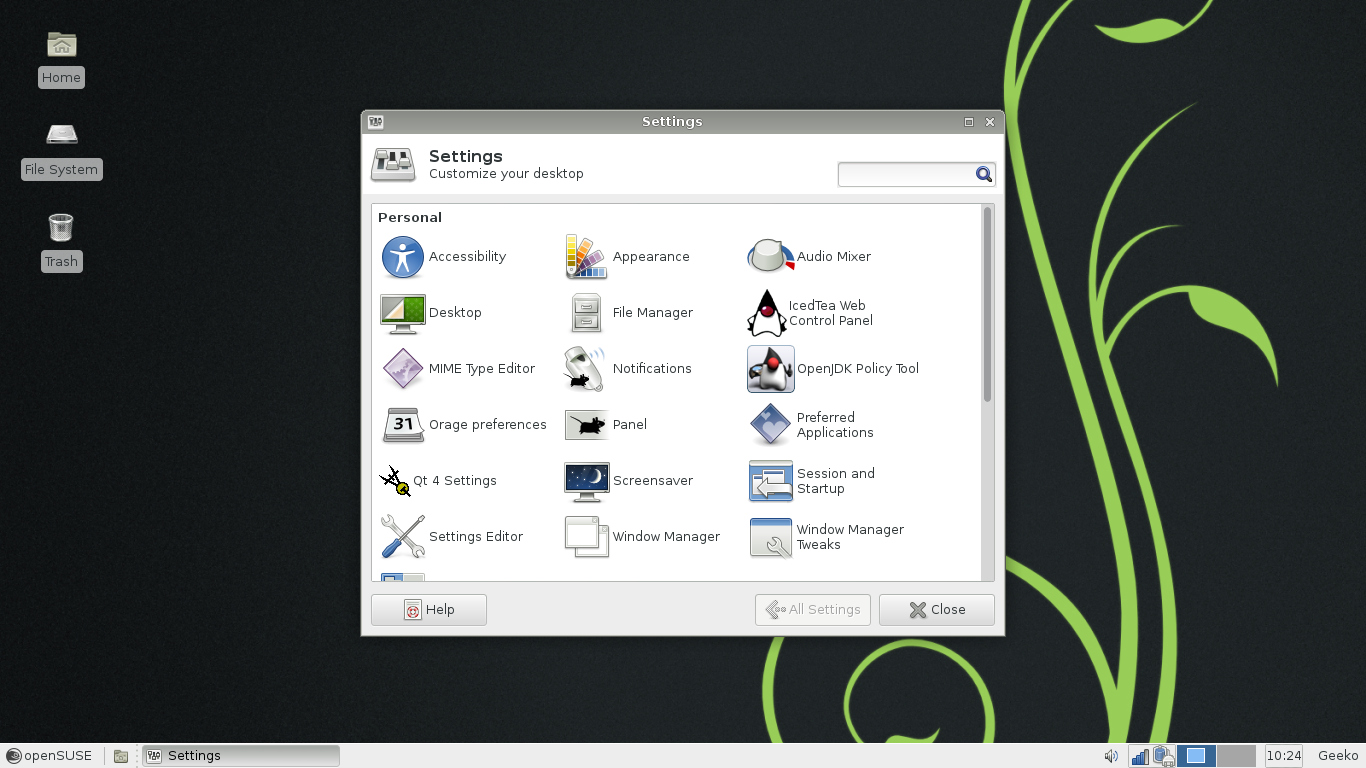 Home
File System
Trash
Settings
Settings
Customize your desktop
Personal
Accessibility
Appearance
Audio Mixer
Desktop
File Manager
IcedTea Web
Control Panel
MIME Type Editor
Notifications
OpenJDK Policy Tool
31
Orage preferences
Panel
Preferred
Applications
Qt 4 Settings
Screensaver
Session and
Startup
Settings Editor
Window Manager
Window Manager
Tweaks
Help
All Settings
Close
openSUSE
Settings
10:24
Geeko